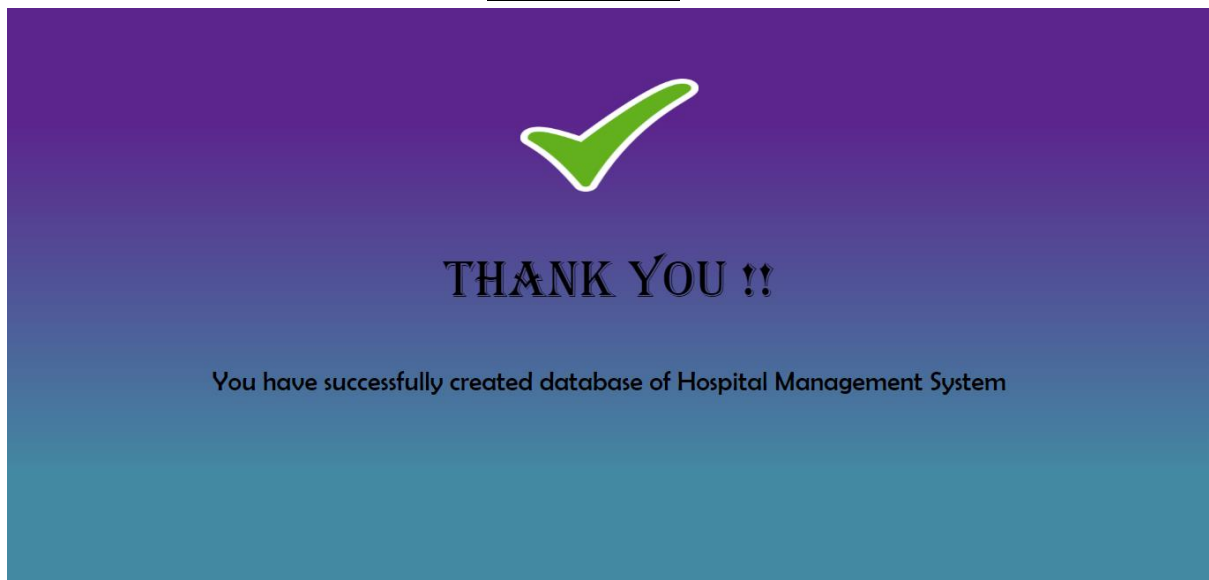 THANK YOU !!
You have successfully created database of Hospital Management System